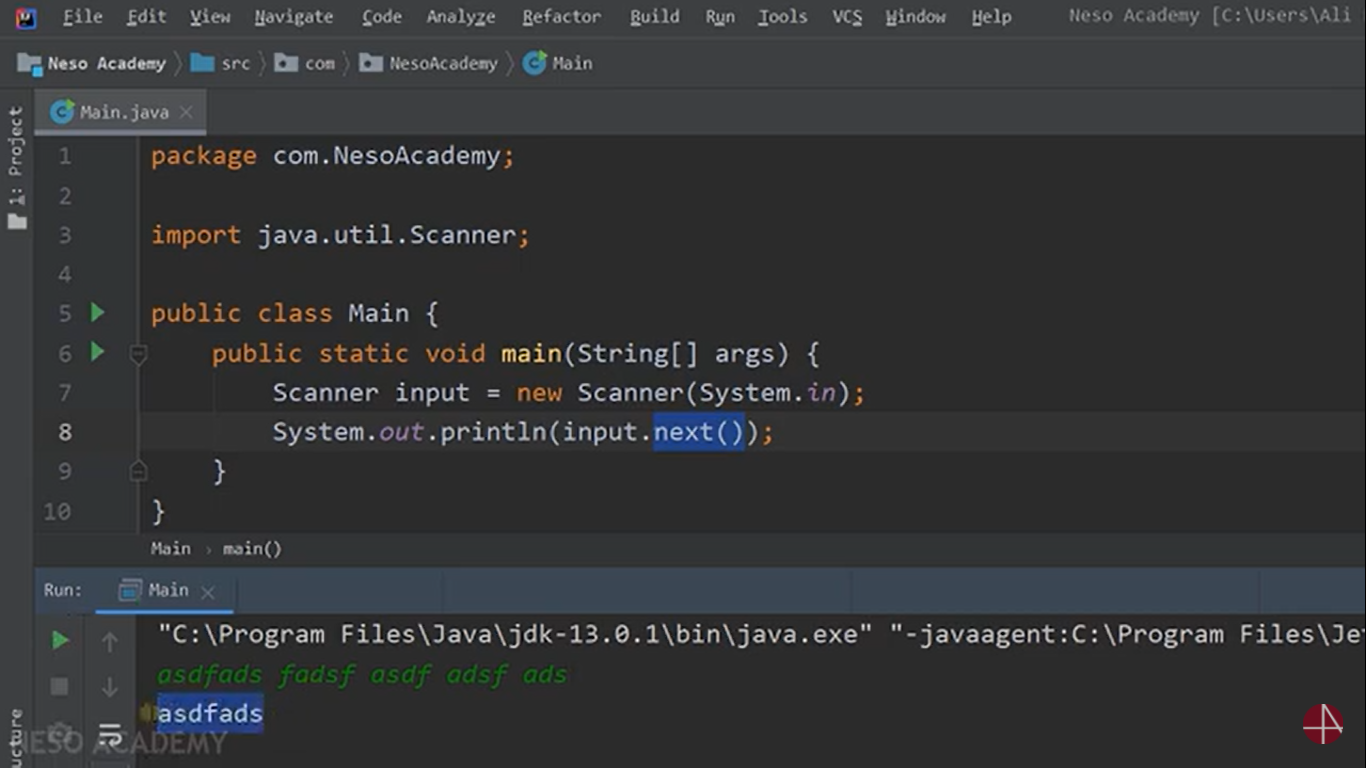 File Edit View Navigate Code Analyze Refactor Build Run Tools VCS Window Help Neso Academy [C:\Users\Ali
Neso Academy src com NesoAcademy Main
Main.java
1: Project
1 package com.NesoAcademy;
2
3 import java.util.Scanner;
4
5 public class Main {
6 public static void main(String[] args) {
7 Scanner input = new Scanner(System.in);
8 System.out.println(input.next());
9 }
10 }
Main › main()
Run: Main
"C:\Program Files\Java\jdk-13.0.1\bin\java.exe" "-javaagent:C:\Program Files\Je
asdfads fadsf asdf adsf ads
asdfads
ucture
NESO ACADEMY